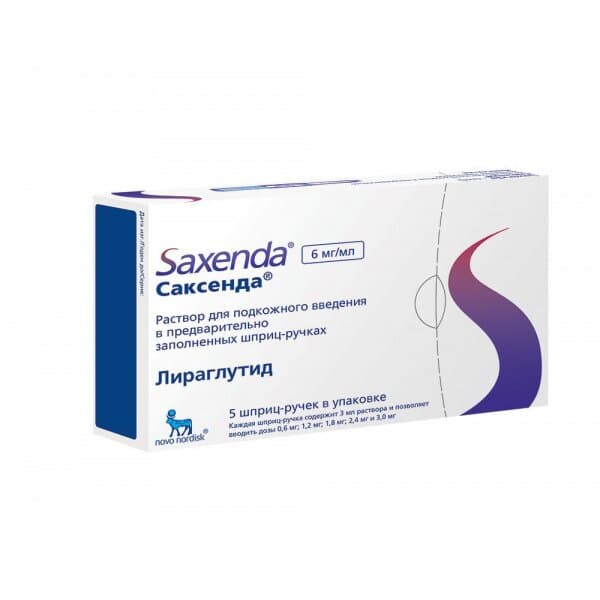 Saxenda®
6 мг/мл
Саксенда®
Раствор для подкожного введения
в предварительно
заполненных шприц-ручках
Лираглутид
5 шприц-ручек в упаковке
Каждая шприц-ручка содержит 3 мл раствора и позволяет
вводить дозы 0,6 мг; 1,2 мг; 1,8 мг; 2,4 мг и 3,0 мг
novo nordisk®